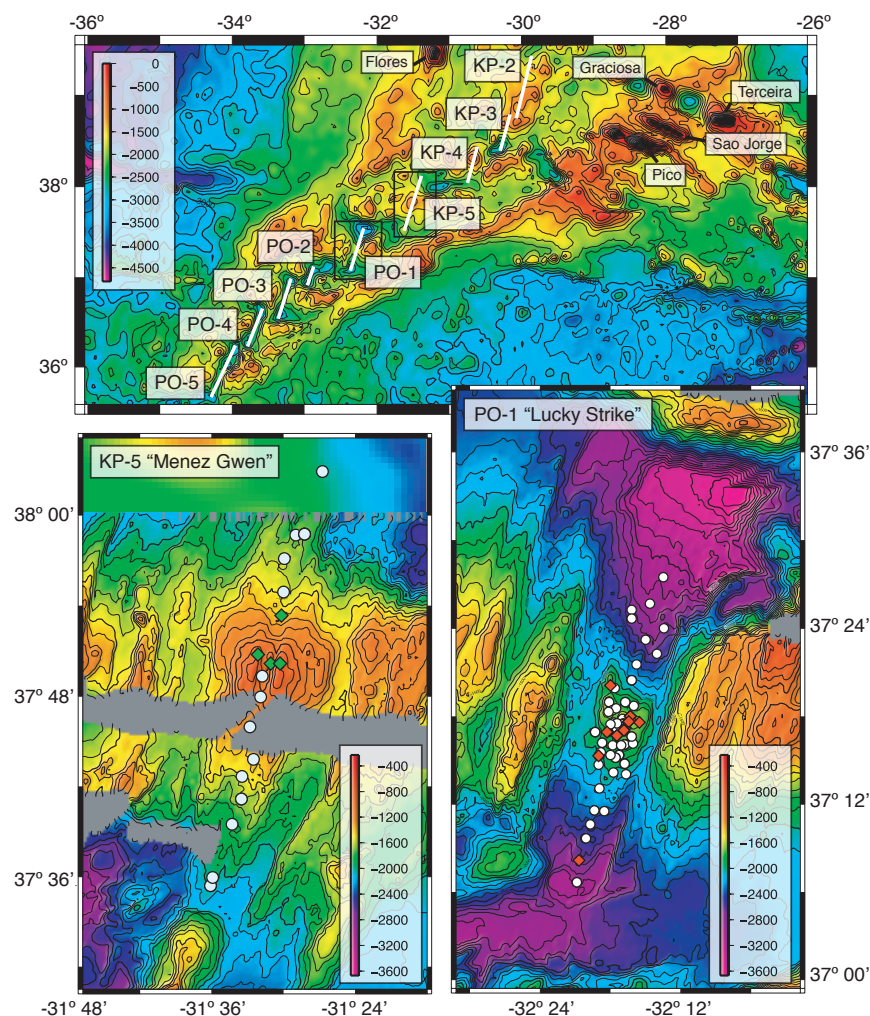 -36° -34° -32° -30° -28° -26°
Flores
KP-2
Graciosa
Terceira
KP-3
Sao Jorge
KP-4
Pico
38°
KP-5
PO-2
PO-1
PO-3
PO-4
36°
PO-5
0
-500
-1000
-1500
-2000
-2500
-3000
-3500
-4000
-4500
KP-5 “Menez Gwen”
38° 00’
37° 48’
37° 36’
-31° 48’ -31° 36’ -31° 24’
-400
-800
-1200
-1600
-2000
-2400
-2800
-3200
-3600
PO-1 “Lucky Strike”
37° 36’
37° 24’
37° 12’
37° 00’
-32° 24’ -32° 12’
-400
-800
-1200
-1600
-2000
-2400
-2800
-3200
-3600